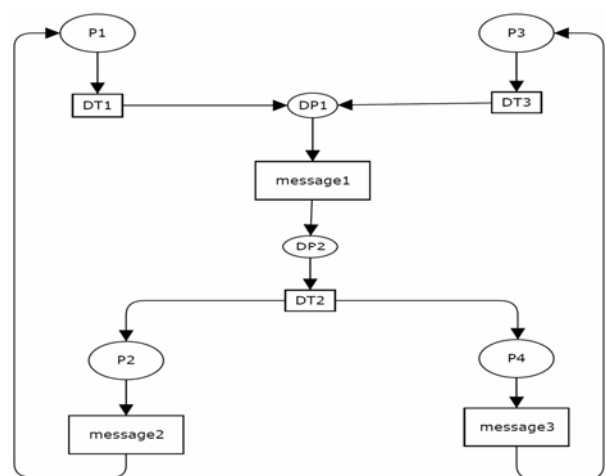 P1
P3
DT1
DP1
DT3
message1
DP2
DT2
P2
P4
message2
message3